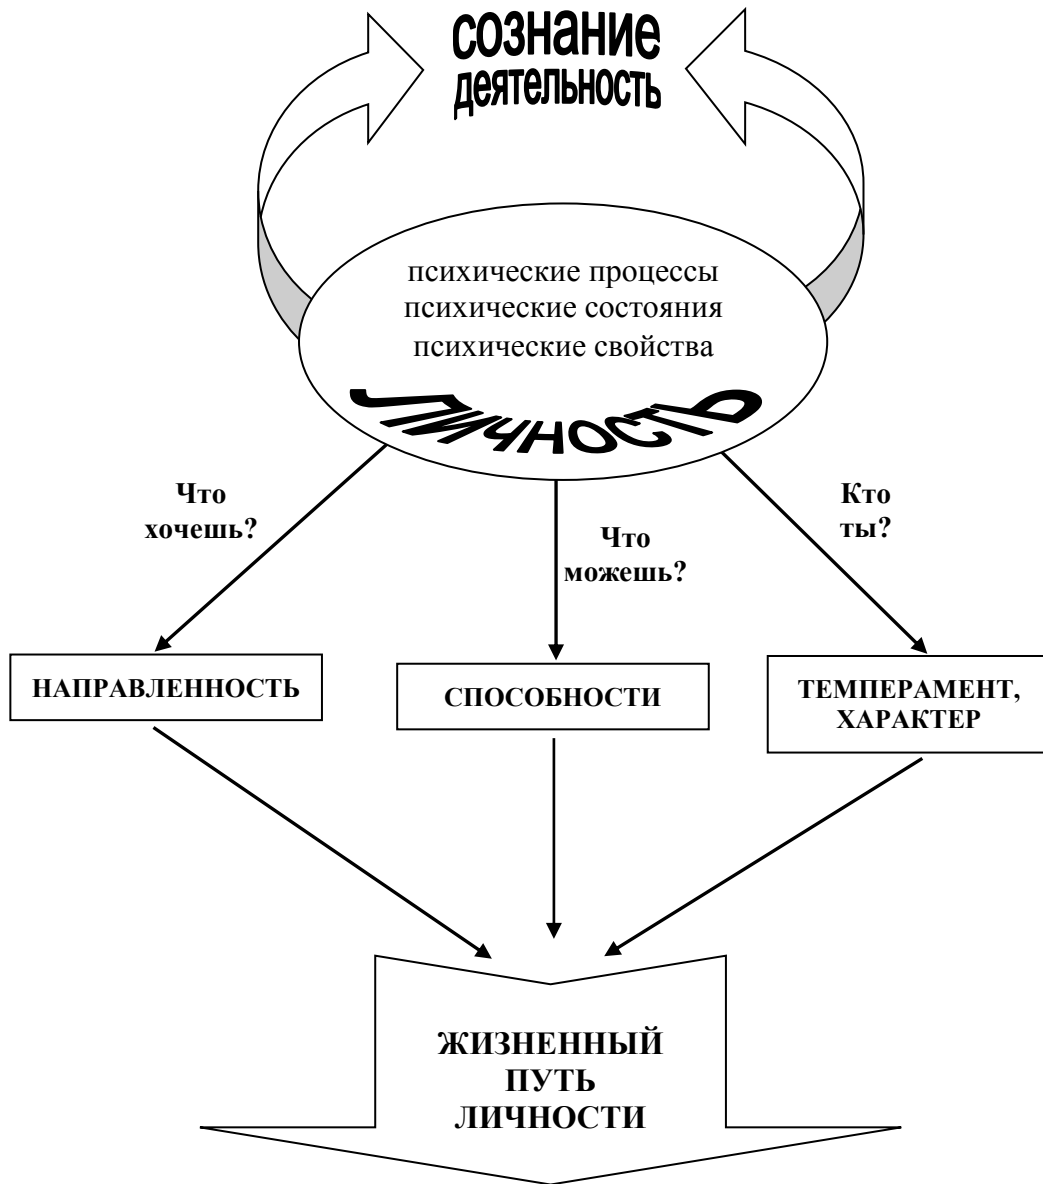 сознание
деятельность
психические процессы
психические состояния
психические свойства
ЛИЧНОСТЬ
Что
хочешь?
Что
можешь?
Кто
ты?
НАПРАВЛЕННОСТЬ
СПОСОБНОСТИ
ТЕМПЕРАМЕНТ,
ХАРАКТЕР
ЖИЗНЕННЫЙ
ПУТЬ
ЛИЧНОСТИ